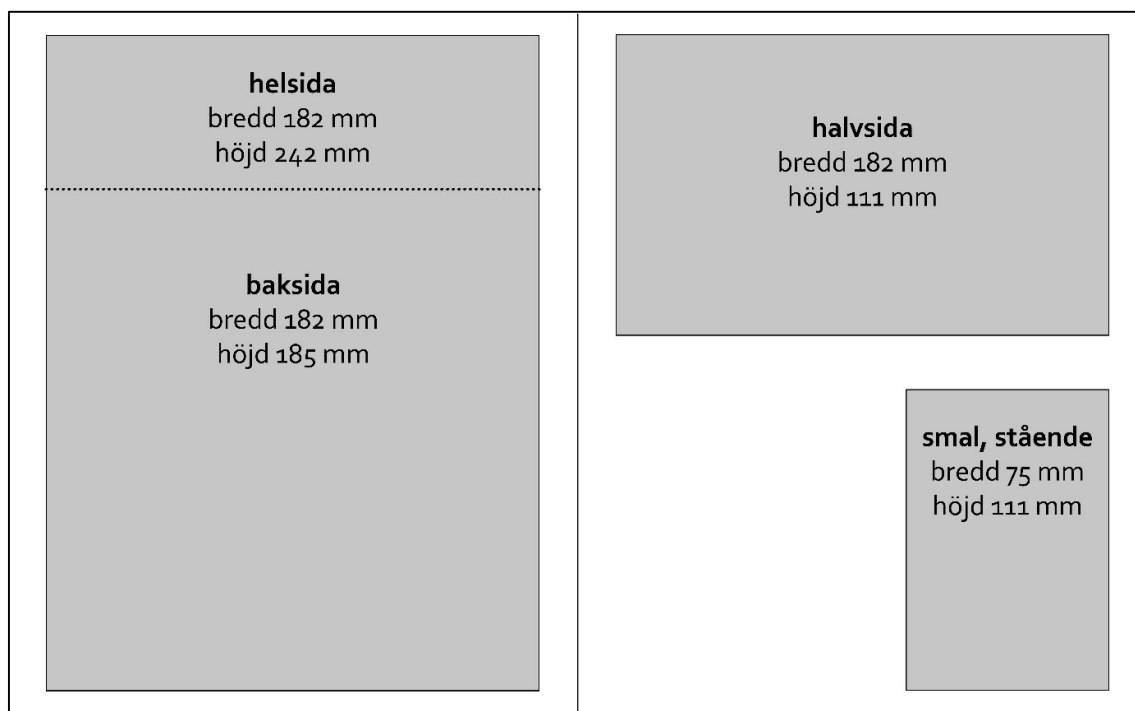 helsida
bredd 182 mm
höjd 242 mm
baksida
bredd 182 mm
höjd 185 mm
halvsida
bredd 182 mm
höjd 111 mm
smal, stående
bredd 75 mm
höjd 111 mm